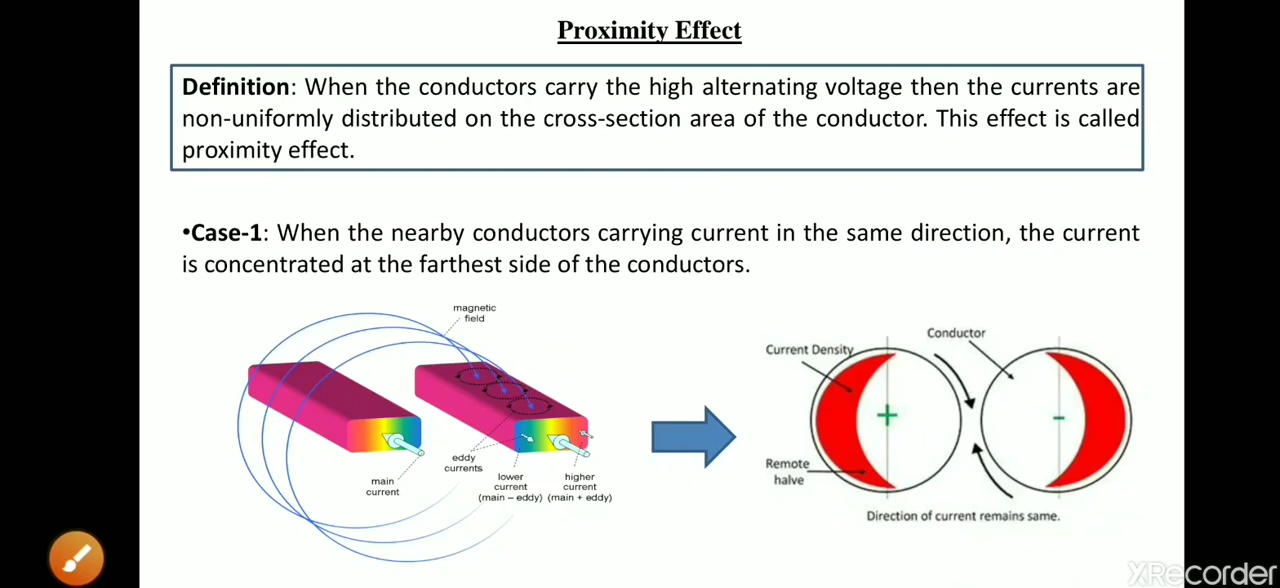 Proximity Effect
Definition: When the conductors carry the high alternating voltage then the currents are
non-uniformly distributed on the cross-section area of the conductor. This effect is called
proximity effect.
•Case-1: When the nearby conductors carrying current in the same direction, the current
is concentrated at the farthest side of the conductors.
magnetic
field
main
current
eddy
currents
lower
current
(main – eddy)
higher
current
(main + eddy)
Current Density
Conductor
+
-
Remote
halve
Direction of current remains same.
XRecorder